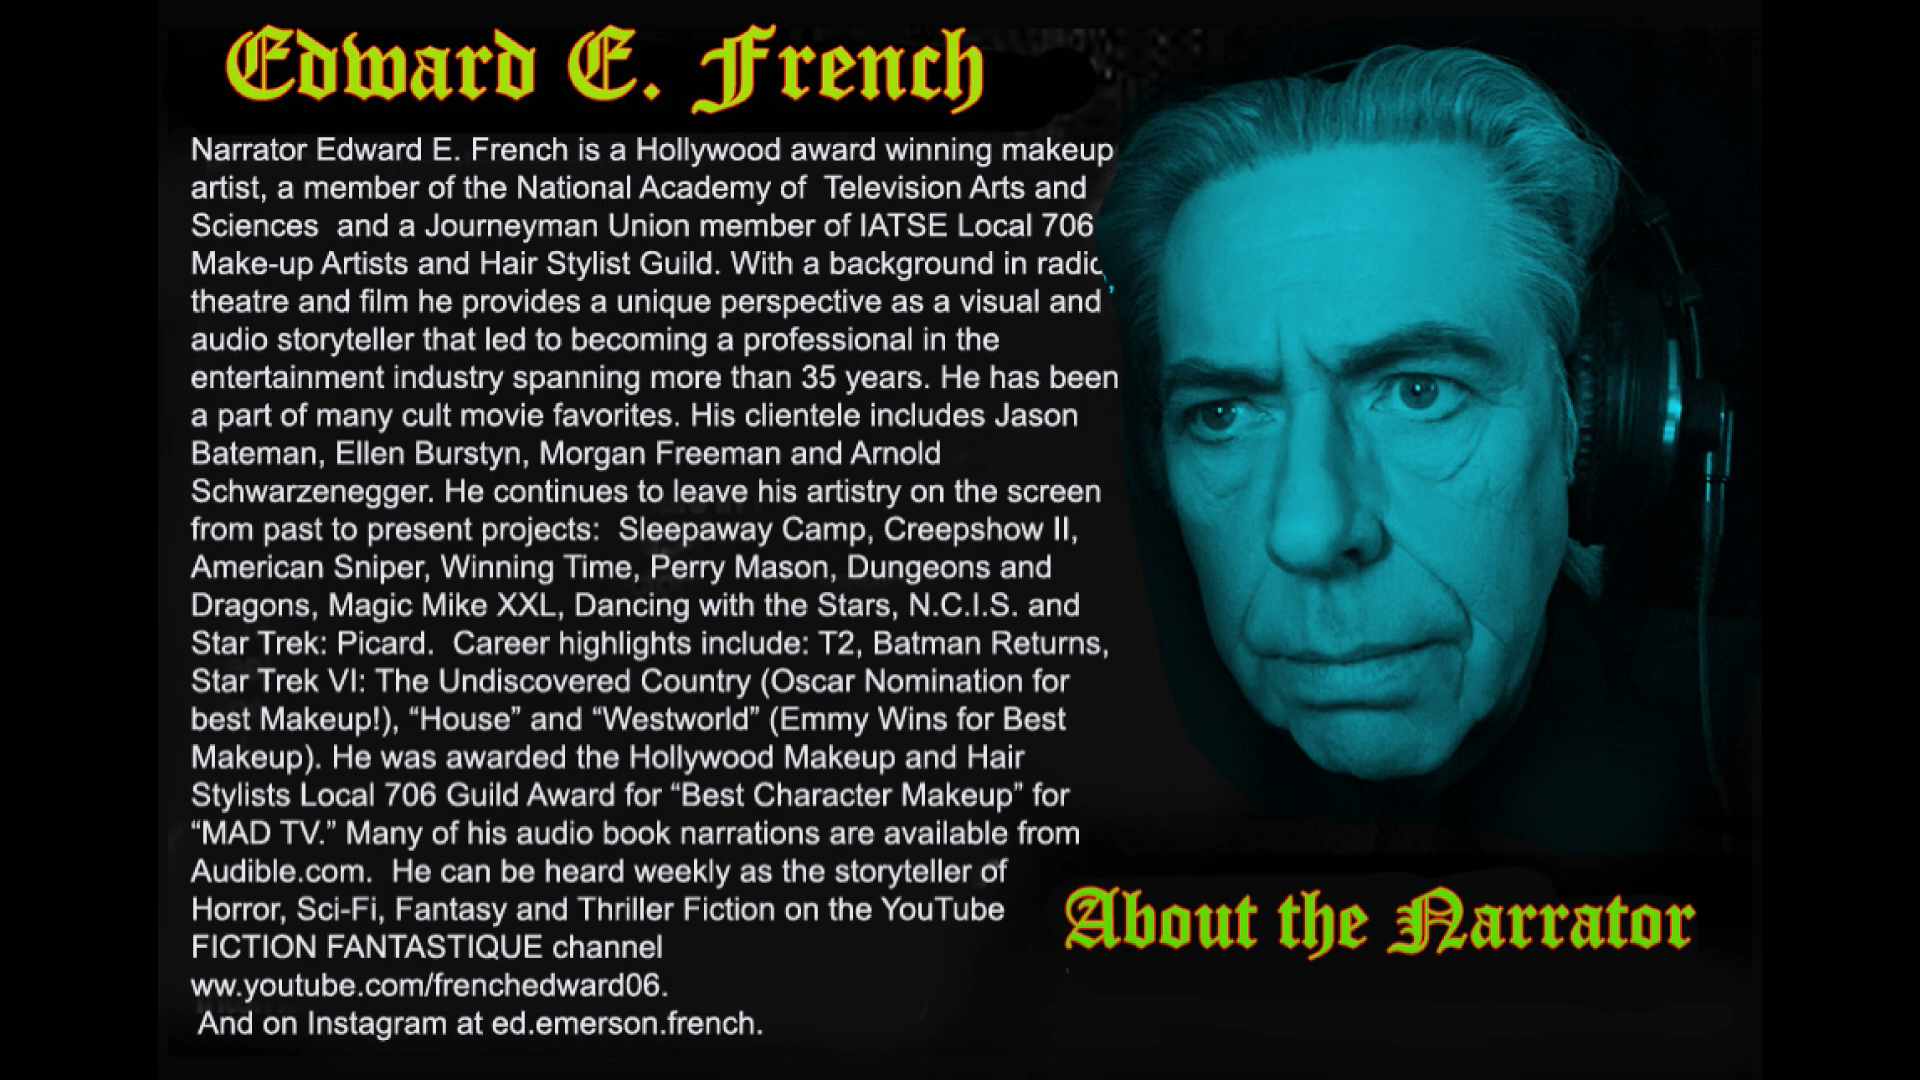 Edward E. French
Narrator Edward E. French is a Hollywood award winning makeup
artist, a member of the National Academy of  Television Arts and
Sciences  and a Journeyman Union member of IATSE Local 706
Make-up Artists and Hair Stylist Guild. With a background in radio,
theatre and film he provides a unique perspective as a visual and
audio storyteller that led to becoming a professional in the
entertainment industry spanning more than 35 years. He has been
a part of many cult movie favorites. His clientele includes Jason
Bateman, Ellen Burstyn, Morgan Freeman and Arnold
Schwarzenegger. He continues to leave his artistry on the screen
from past to present projects:  Sleepaway Camp, Creepshow II,
American Sniper, Winning Time, Perry Mason, Dungeons and
Dragons, Magic Mike XXL, Dancing with the Stars, N.C.I.S. and
Star Trek: Picard.  Career highlights include: T2, Batman Returns,
Star Trek VI: The Undiscovered Country (Oscar Nomination for
best Makeup!), “House” and “Westworld” (Emmy Wins for Best
Makeup). He was awarded the Hollywood Makeup and Hair
Stylists Local 706 Guild Award for “Best Character Makeup” for
“MAD TV.” Many of his audio book narrations are available from
Audible.com.  He can be heard weekly as the storyteller of
Horror, Sci-Fi, Fantasy and Thriller Fiction on the YouTube
FICTION FANTASTIQUE channel
ww.youtube.com/frenchedward06.
And on Instagram at ed.emerson.french.
About the Narrator